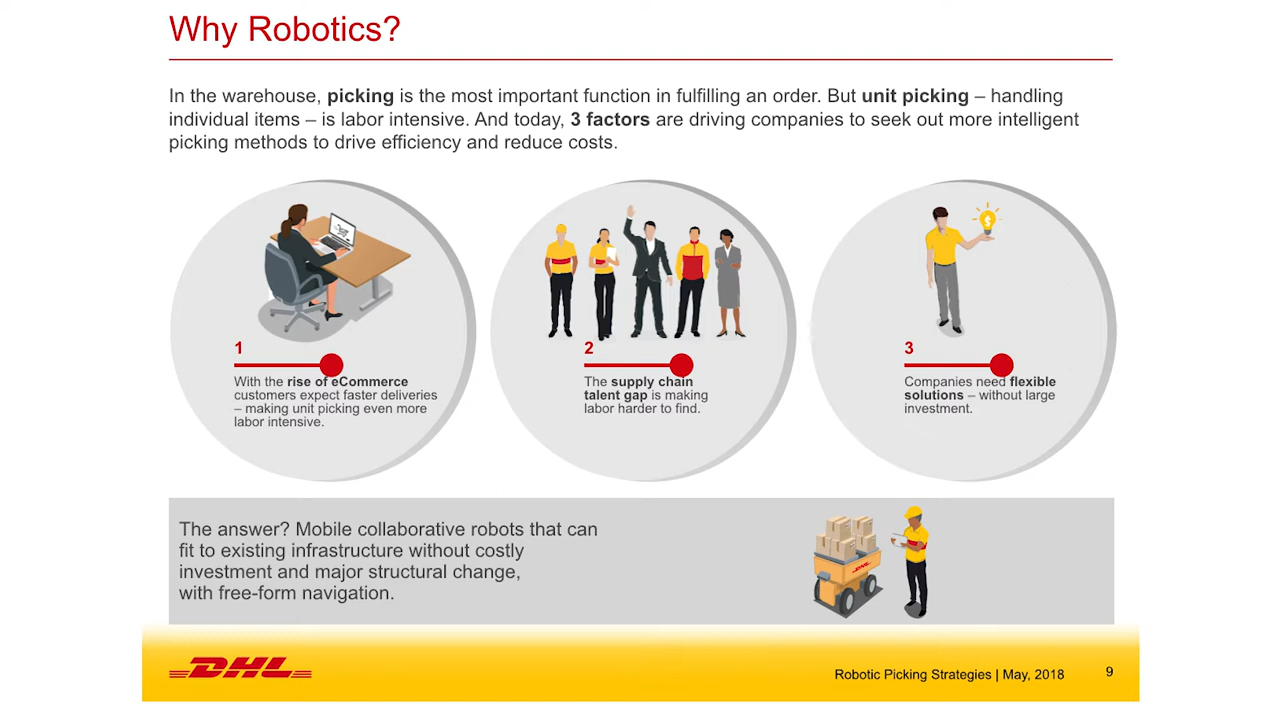 Why Robotics?
In the warehouse, picking is the most important function in fulfilling an order. But unit picking – handling
individual items – is labor intensive. And today, 3 factors are driving companies to seek out more intelligent
picking methods to drive efficiency and reduce costs.
1
With the rise of eCommerce
customers expect faster deliveries
– making unit picking even more
labor intensive.
2
The supply chain
talent gap is making
labor harder to find.
3
Companies need flexible
solutions – without large
investment.
The answer? Mobile collaborative robots that can
fit to existing infrastructure without costly
investment and major structural change,
with free-form navigation.
DHL
DHL
Robotic Picking Strategies | May, 2018
9